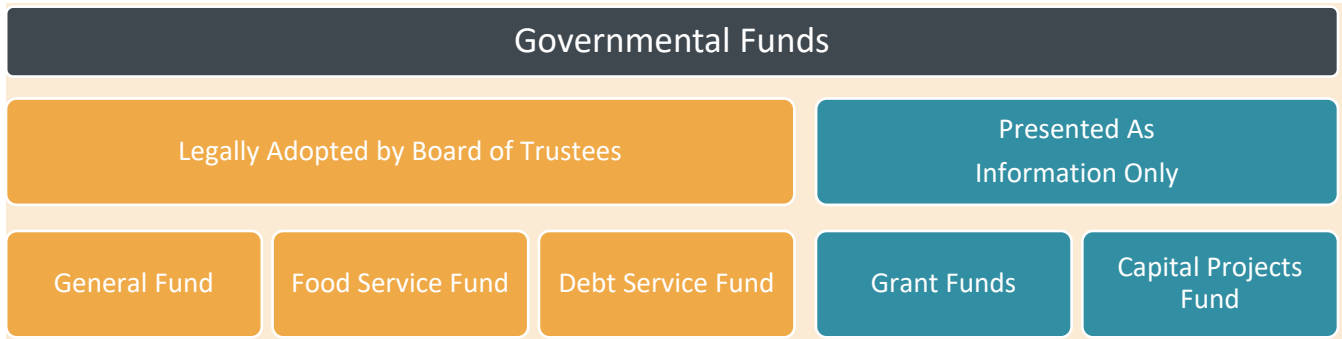 Governmental Funds
Legally Adopted by Board of Trustees
Presented As
Information Only
General Fund
Food Service Fund
Debt Service Fund
Grant Funds
Capital Projects
Fund